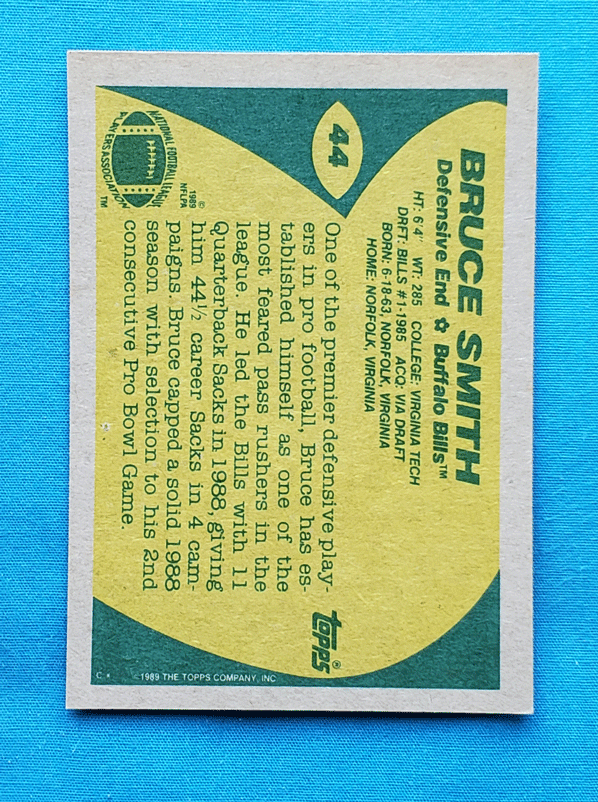 44
BRUCE SMITH
Defensive End ✩ Buffalo Bills™
HT: 6'4" WT: 285 COLLEGE: VIRGINIA TECH
DRFT: BILLS #1-1985 ACQ: VIA DRAFT
BORN: 6-18-63, NORFOLK, VIRGINIA
HOME: NORFOLK, VIRGINIA
One of the premier defensive play-
ers in pro football, Bruce has es-
tablished himself as one of the
most feared pass rushers in the
league. He led the Bills with 11
Quarterback Sacks in 1988, giving
him 44½ career Sacks in 4 cam-
paigns. Bruce capped a solid 1988
season with selection to his 2nd
consecutive Pro Bowl Game.
NATIONAL FOOTBALL LEAGUE
PLAYERS ASSOCIATION
™
©
1989
NFLPA
topps®
C*
©1989 THE TOPPS COMPANY, INC